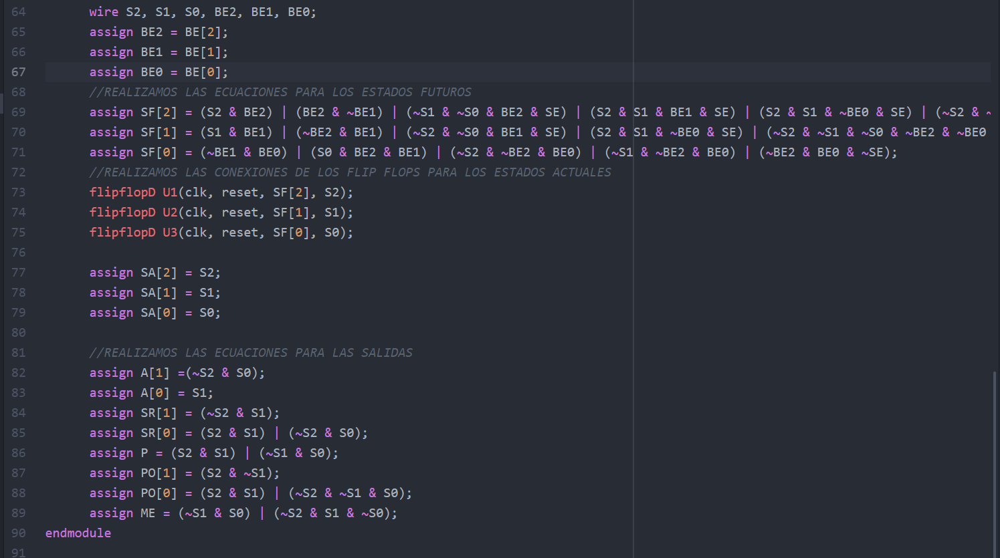 64 wire S2, S1, S0, BE2, BE1, BE0;
65 assign BE2 = BE[2];
66 assign BE1 = BE[1];
67 assign BE0 = BE[0];
68 //REALIZAMOS LAS ECUACIONES PARA LOS ESTADOS FUTUROS
69 assign SF[2] = (S2 & BE2) | (BE2 & ~BE1) | (~S1 & ~S0 & BE2 & SE) | (S2 & S1 & BE1 & SE) | (S2 & S1 & ~BE0 & SE) | (~S2 & ~
70 assign SF[1] = (S1 & BE1) | (~BE2 & BE1) | (~S2 & ~S0 & BE1 & SE) | (S2 & S1 & ~BE0 & SE) | (~S2 & ~S1 & ~S0 & ~BE2 & ~BE0
71 assign SF[0] = (~BE1 & BE0) | (S0 & BE2 & BE1) | (~S2 & ~BE2 & BE0) | (~S1 & ~BE2 & BE0) | (~BE2 & BE0 & ~SE);
72 //REALIZAMOS LAS CONEXIONES DE LOS FLIP FLOPS PARA LOS ESTADOS ACTUALES
73 flipflopD U1(clk, reset, SF[2], S2);
74 flipflopD U2(clk, reset, SF[1], S1);
75 flipflopD U3(clk, reset, SF[0], S0);
76
77 assign SA[2] = S2;
78 assign SA[1] = S1;
79 assign SA[0] = S0;
80
81 //REALIZAMOS LAS ECUACIONES PARA LAS SALIDAS
82 assign A[1] =(~S2 & S0);
83 assign A[0] = S1;
84 assign SR[1] = (~S2 & S1);
85 assign SR[0] = (S2 & S1) | (~S2 & S0);
86 assign P = (S2 & S1) | (~S1 & S0);
87 assign PO[1] = (S2 & ~S1);
88 assign PO[0] = (S2 & S1) | (~S2 & ~S1 & S0);
89 assign ME = (~S1 & S0) | (~S2 & S1 & ~S0);
90 endmodule
91